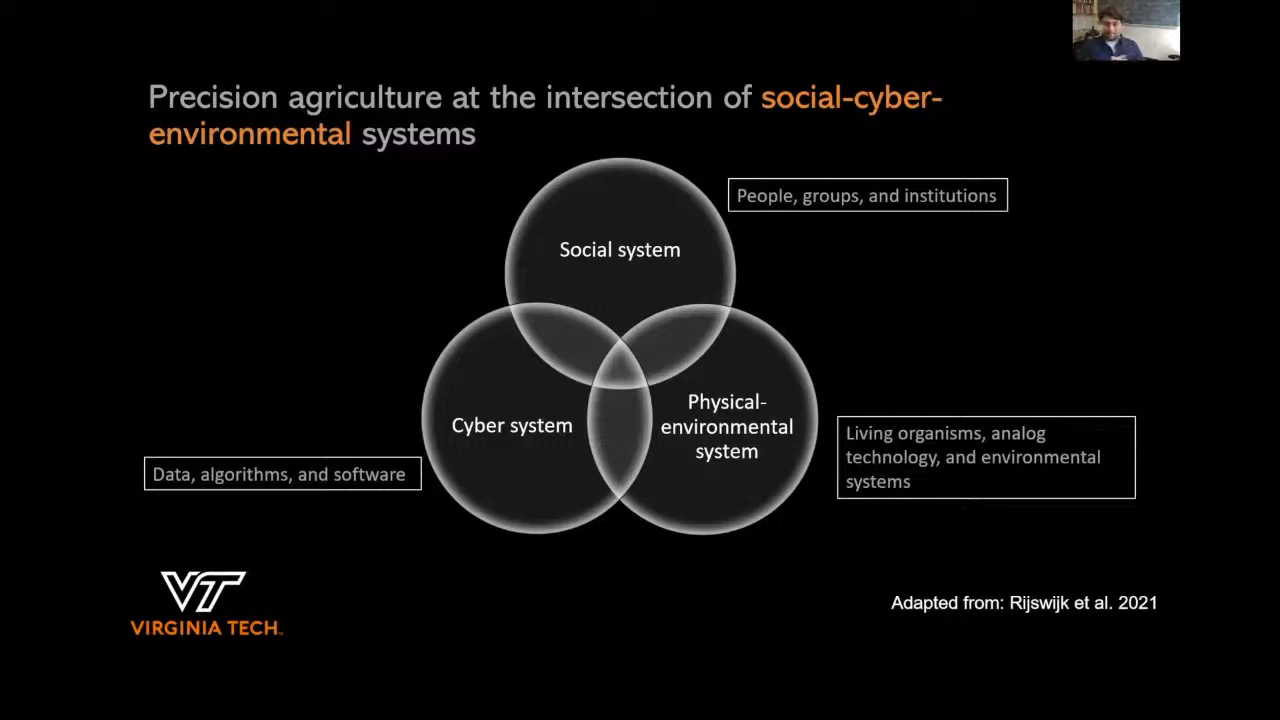 Precision agriculture at the intersection of social-cyber-
environmental systems
People, groups, and institutions
Social system
Cyber system
Physical-
environmental
system
Living organisms, analog
technology, and environmental
systems
Data, algorithms, and software
VT
VIRGINIA TECH™
Adapted from: Rijswijk et al. 2021